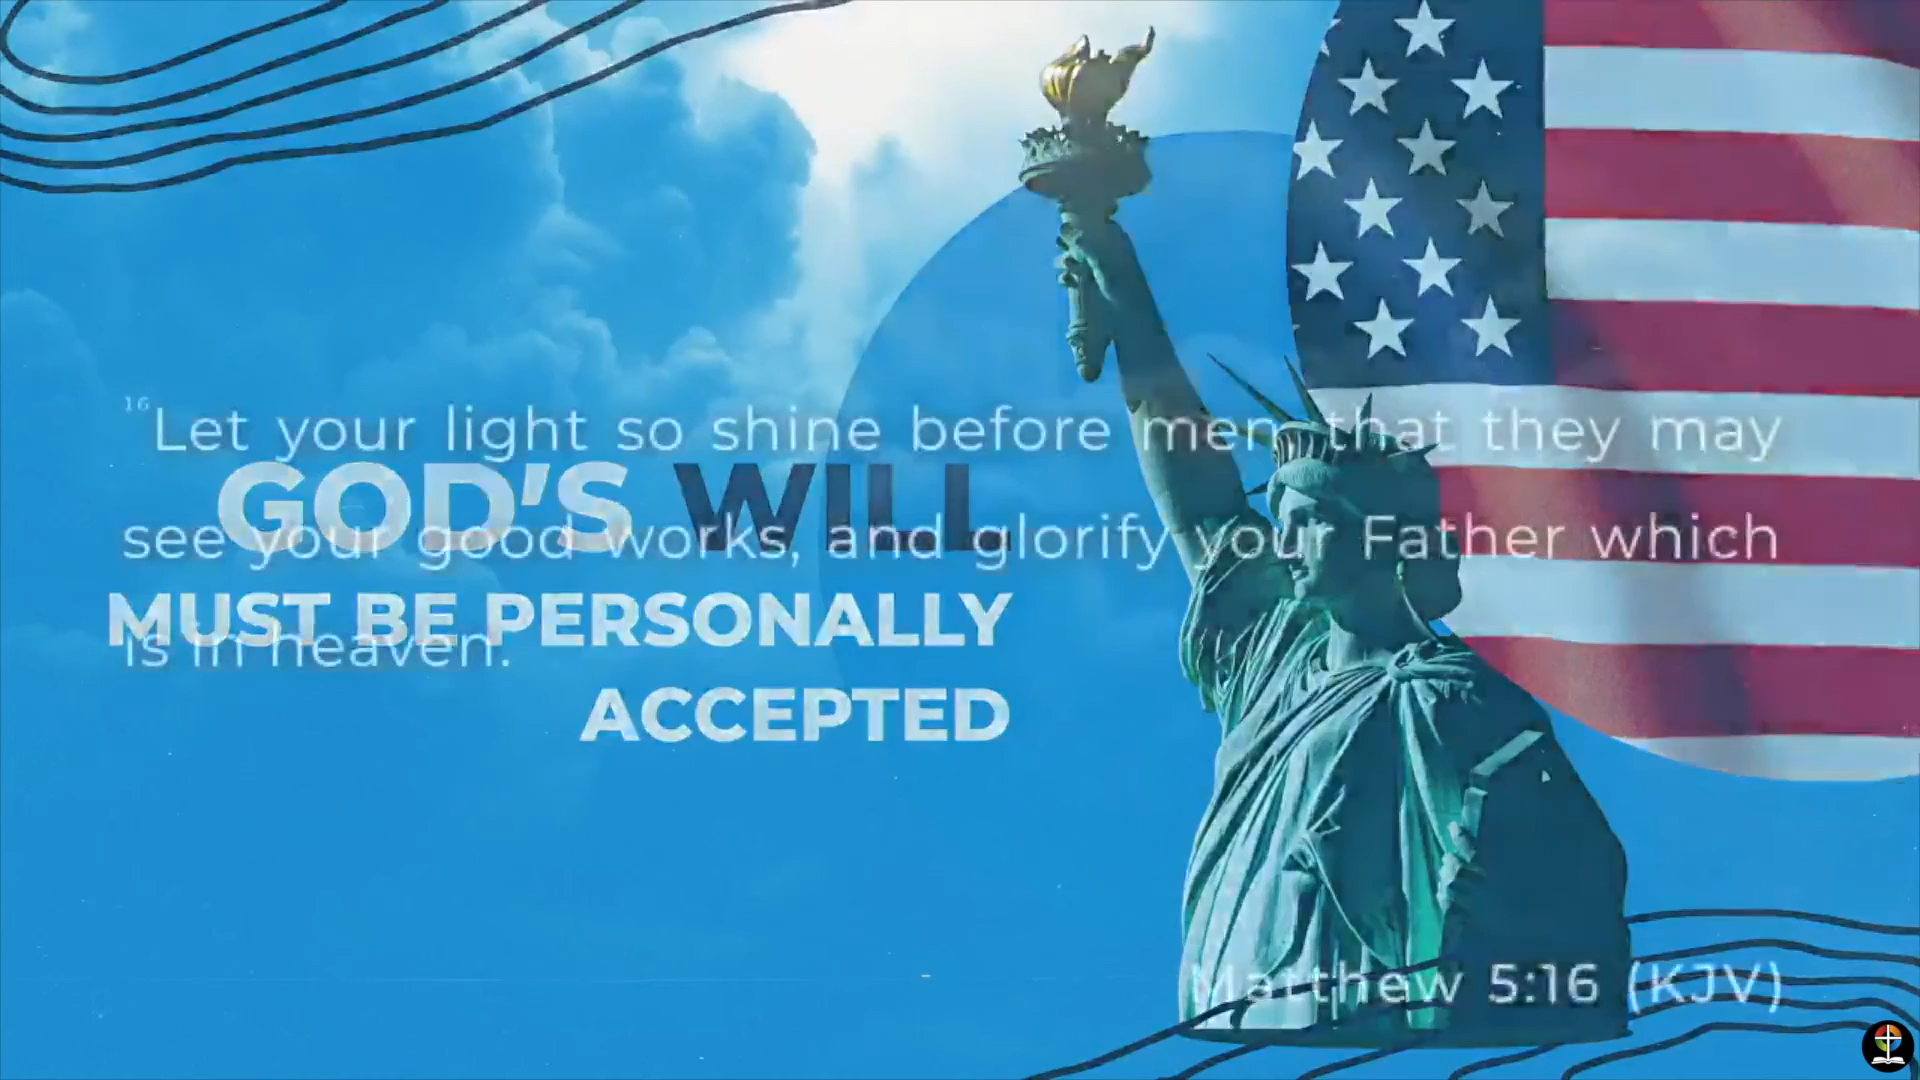 16 Let your light so shine before men that they may
see your good works, and glorify your Father which
is in heaven.
GOD'S WILL
MUST BE PERSONALLY
ACCEPTED
Matthew 5:16 (KJV)